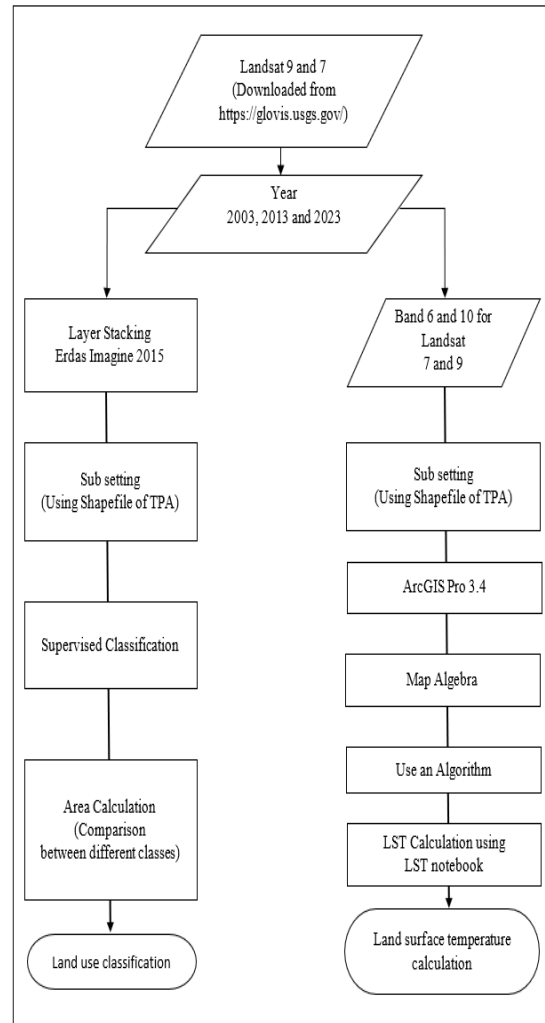 Landsat 9 and 7
(Downloaded from
https://glovis.usgs.gov/)
Year
2003, 2013 and 2023
Layer Stacking
Erdas Imagine 2015
Sub setting
(Using Shapefile of TPA)
Supervised Classification
Area Calculation
(Comparison
between different classes)
Land use classification
Band 6 and 10 for
Landsat
7 and 9
Sub setting
(Using Shapefile of TPA)
ArcGIS Pro 3.4
Map Algebra
Use an Algorithm
LST Calculation using
LST notebook
Land surface temperature
calculation